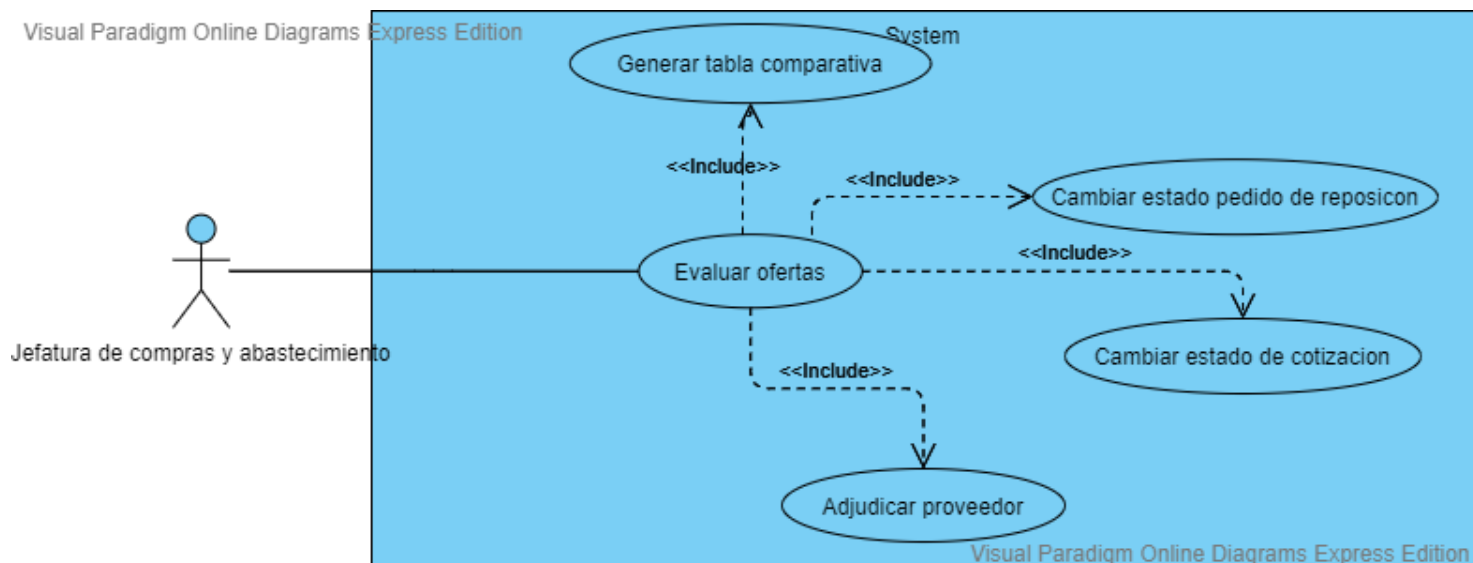 Visual Paradigm Online Diagrams Express Edition
System
Generar tabla comparativa
<<Include>>
<<Include>>
Cambiar estado pedido de reposicon
<<Include>>
Evaluar ofertas
Jefatura de compras y abastecimiento
Cambiar estado de cotizacion
<<Include>>
Adjudicar proveedor
Visual Paradigm Online Diagrams Express Edition